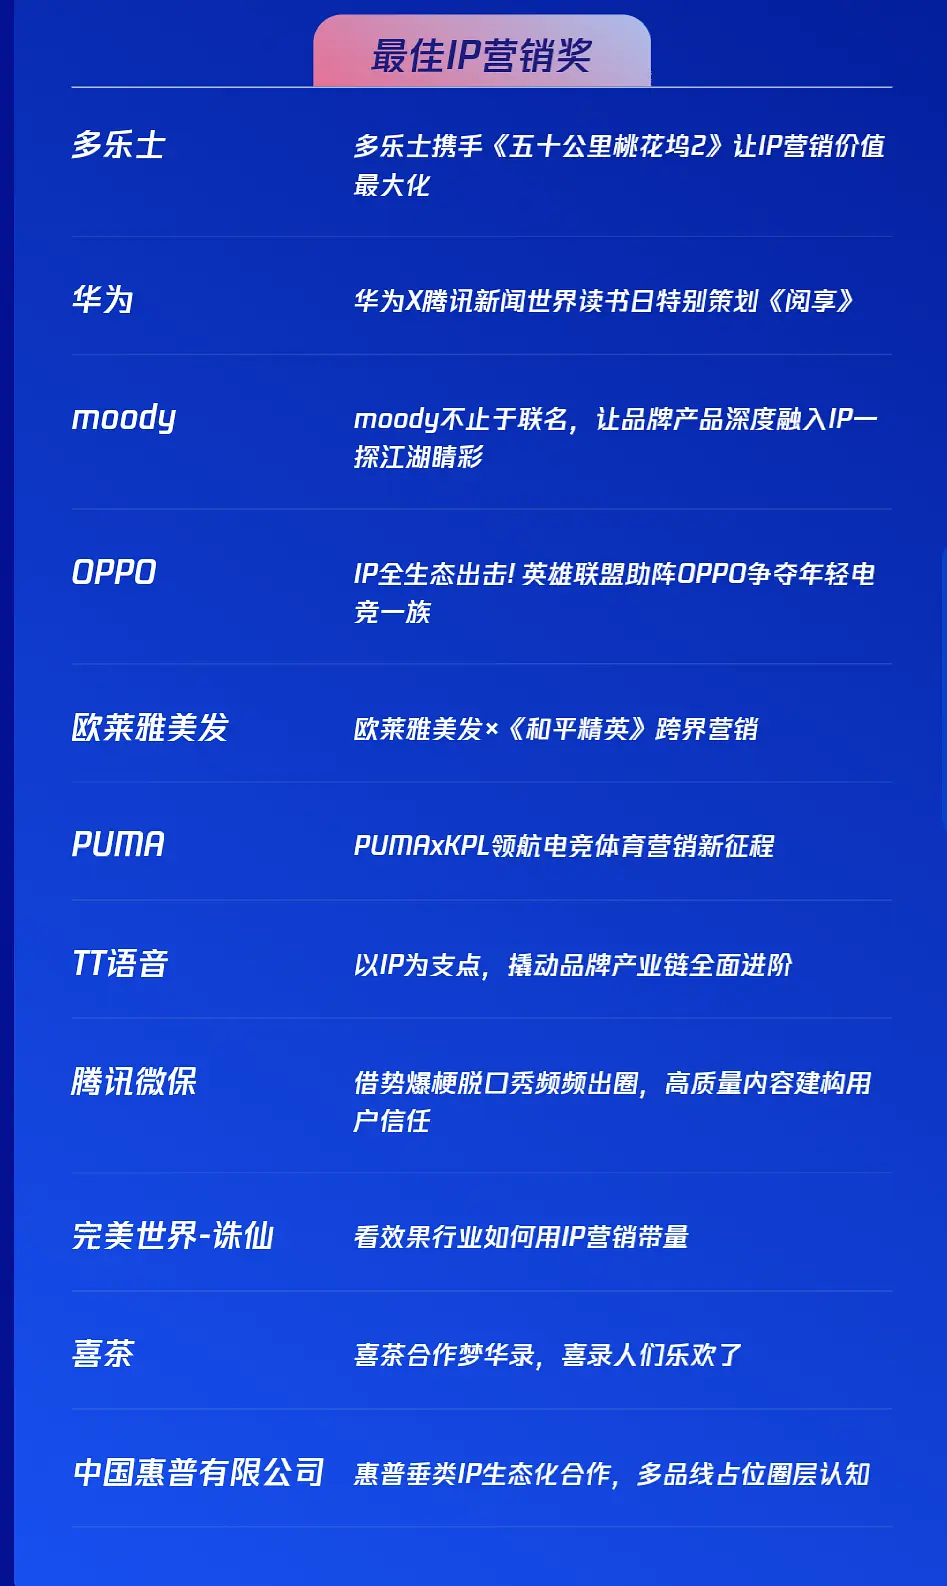 最佳IP营销奖
多乐士
多乐士携手《五十公里桃花坞2》让IP营销价值
最大化
华为
华为X腾讯新闻世界读书日特别策划《阅享》
moody
moody不止于联名，让品牌产品深度融入IP一
探江湖睛彩
OPPO
IP全生态出击! 英雄联盟助阵OPPO争夺年轻电
竞一族
欧莱雅美发
欧莱雅美发×《和平精英》跨界营销
PUMA
PUMAxKPL领航电竞体育营销新征程
TT语音
以IP为支点，撬动品牌产业链全面进阶
腾讯微保
借势爆梗脱口秀频频出圈，高质量内容建构用
户信任
完美世界-诛仙
看效果行业如何用IP营销带量
喜茶
喜茶合作梦华录，喜录人们乐欢了
中国惠普有限公司
惠普垂类IP生态化合作，多品线占位圈层认知